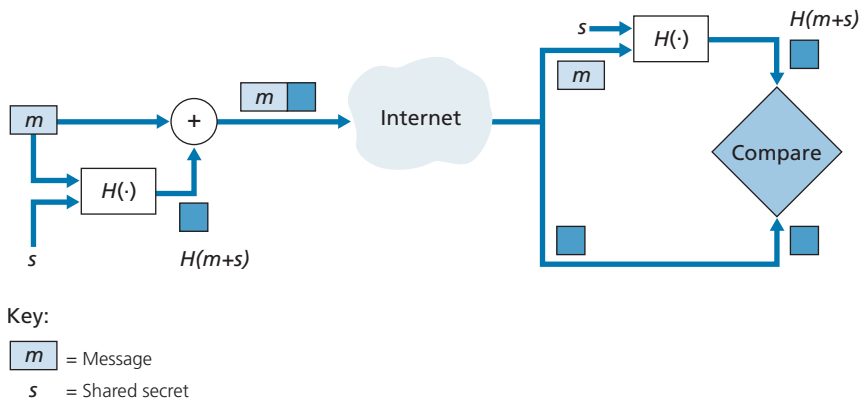 m
s
H(·)
H(m+s)
+
m
Internet
s
m
H(·)
H(m+s)
Compare
Key:
m = Message
s = Shared secret